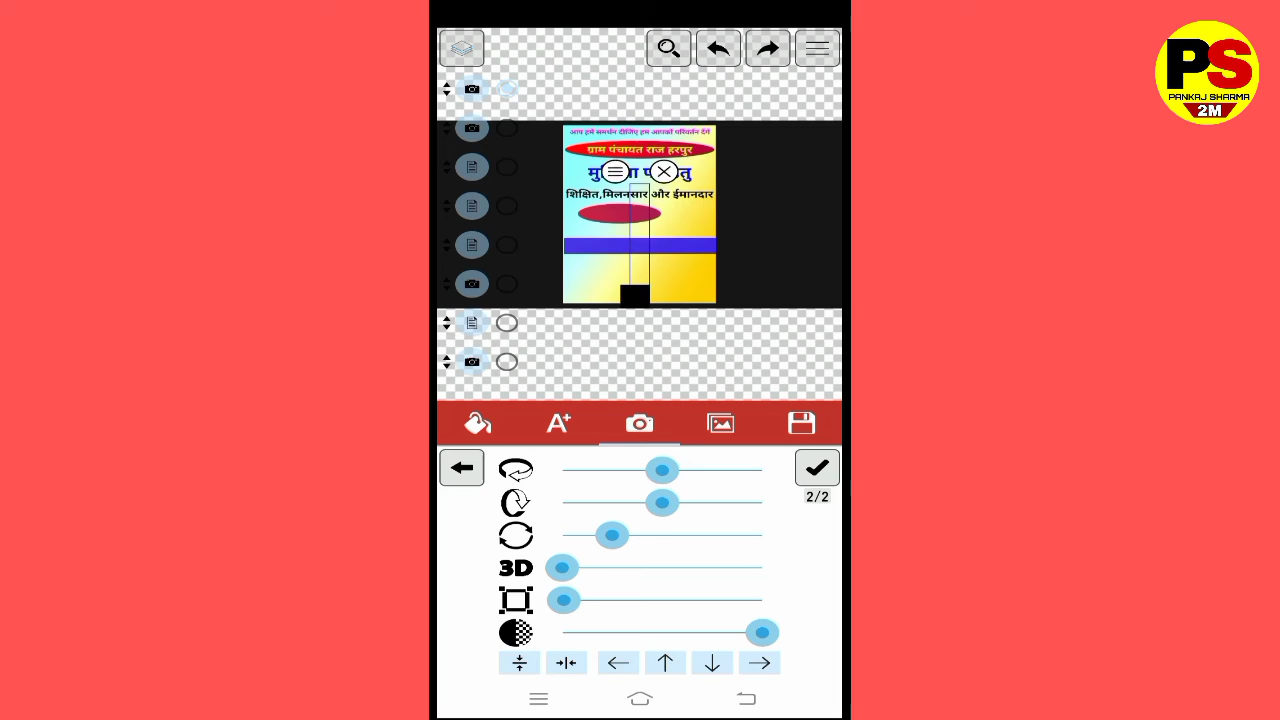 PS
PANKAJ SHARMA
2M
आप हमे समर्थन दीजिए हम आपको परिवर्तन देंगें
ग्राम पंचायत राज हरपुर
शिक्षित,मिलनसार और ईमानदार
A+
2/2
3D